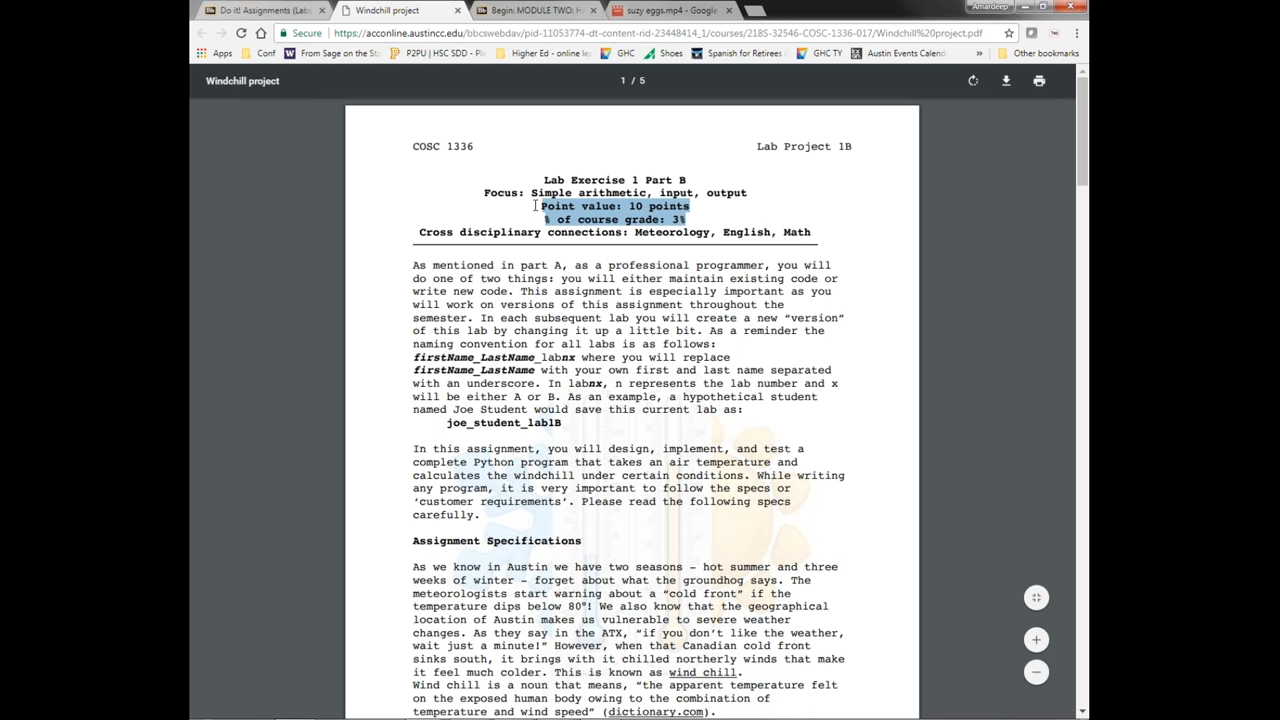 Do it! Assignments (Lab:
Windchill project
Begin: MODULE TWO: H
suzy eggs.mp4 - Google
Amardeep
Secure
https://acconline.austincc.edu/bbcswebdav/pid-11053774-dt-content-rid-23448414_1/courses/218S-32546-COSC-1336-017/Windchill%20project.pdf
Apps
Conf
From Sage on the Sta
P2PU | HSC SDD - Pl
Higher Ed - online le
GHC
Shoes
Spanish for Retirees
GHC TY
Austin Events Calend
Other bookmarks
Windchill project
1 / 5
COSC 1336
Lab Project 1B
Lab Exercise 1 Part B
Focus: Simple arithmetic, input, output
Point value: 10 points
% of course grade: 3%
Cross disciplinary connections: Meteorology, English, Math
As mentioned in part A, as a professional programmer, you will
do one of two things: you will either maintain existing code or
write new code. This assignment is especially important as you
will work on versions of this assignment throughout the
semester. In each subsequent lab you will create a new “version”
of this lab by changing it up a little bit. As a reminder the
naming convention for all labs is as follows:
firstName_LastName_labnx where you will replace
firstName_LastName with your own first and last name separated
with an underscore. In labnx, n represents the lab number and x
will be either A or B. As an example, a hypothetical student
named Joe Student would save this current lab as:
joe_student_lab1B
In this assignment, you will design, implement, and test a
complete Python program that takes an air temperature and
calculates the windchill under certain conditions. While writing
any program, it is very important to follow the specs or
‘customer requirements’. Please read the following specs
carefully.
Assignment Specifications
As we know in Austin we have two seasons – hot summer and three
weeks of winter – forget about what the groundhog says. The
meteorologists start warning about a “cold front” if the
temperature dips below 80°! We also know that the geographical
location of Austin makes us vulnerable to severe weather
changes. As they say in the ATX, “if you don’t like the weather,
wait just a minute!” However, when that Canadian cold front
sinks south, it brings with it chilled northerly winds that make
it feel much colder. This is known as wind chill.
Wind chill is a noun that means, “the apparent temperature felt
on the exposed human body owing to the combination of
temperature and wind speed” (dictionary.com).